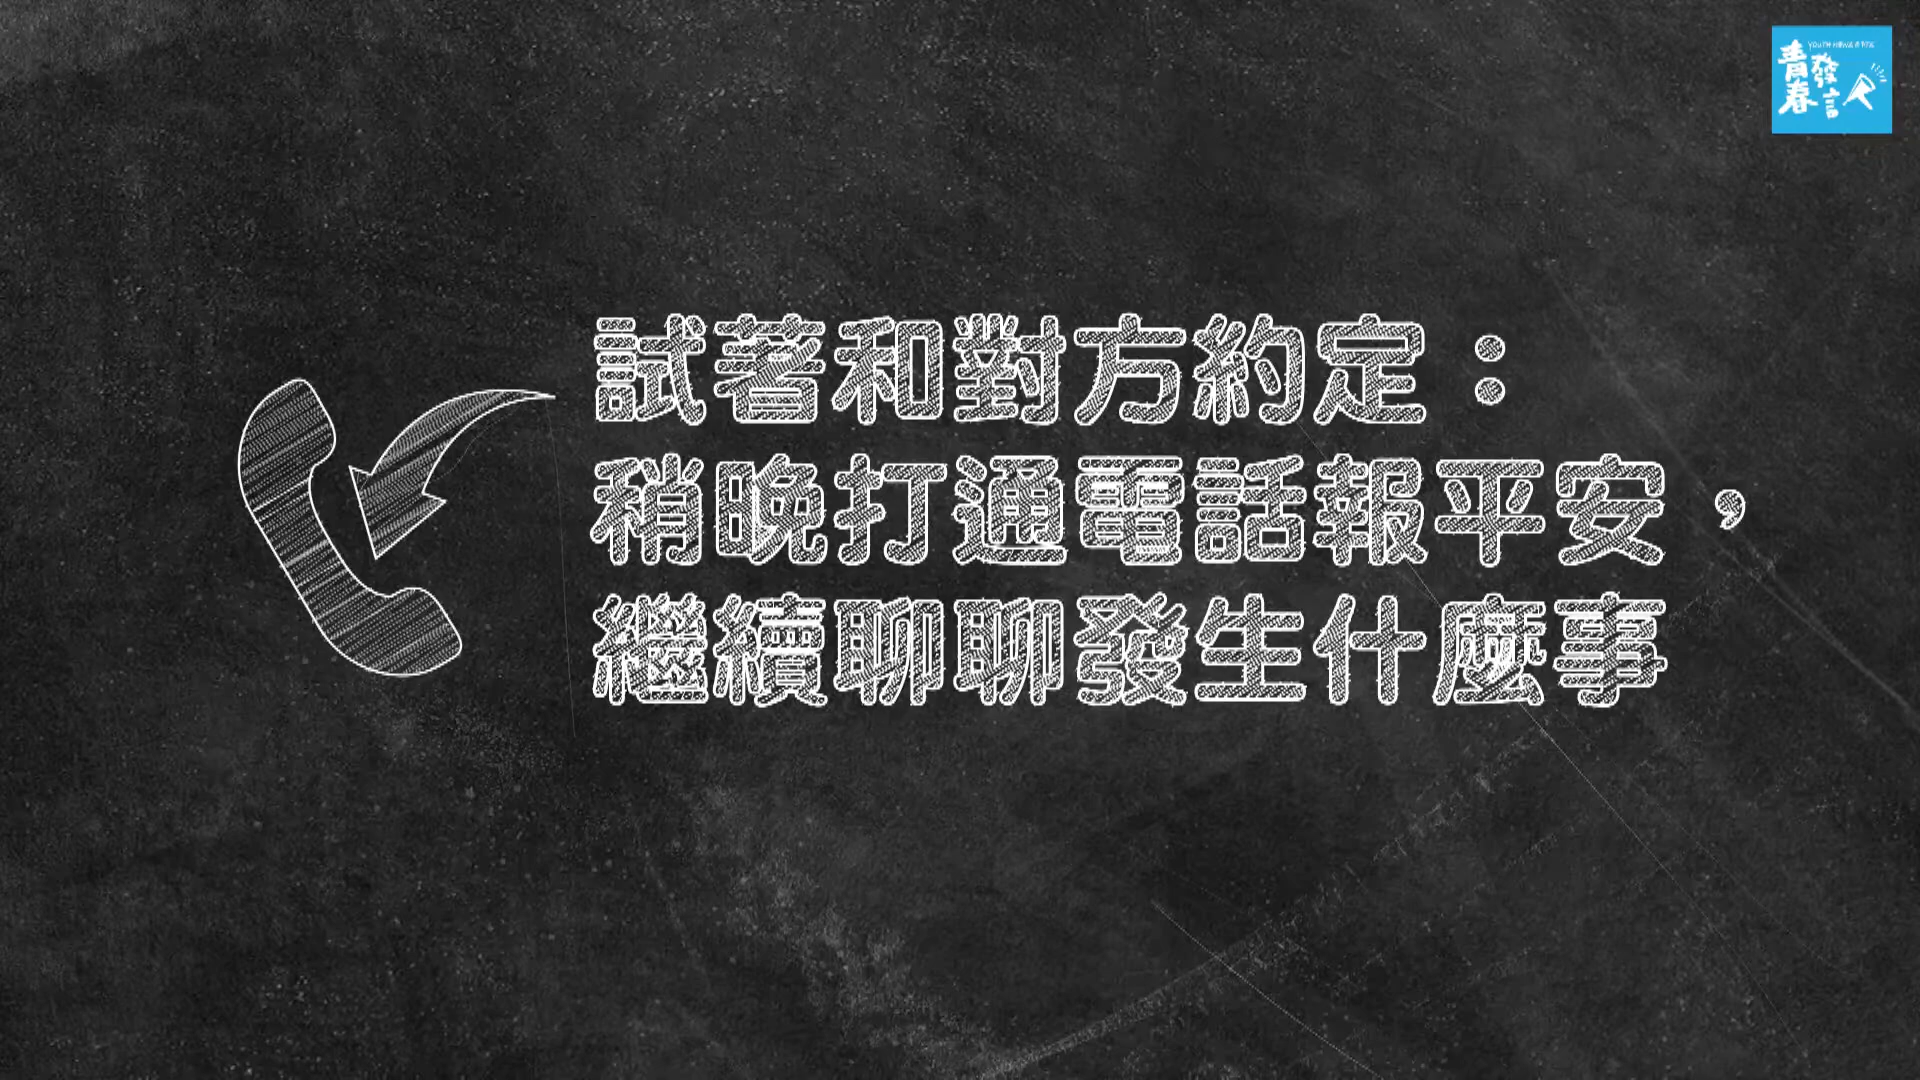 試著和對方約定：
稍晚打通電話報平安，
繼續聊聊發生什麼事
青春發言人